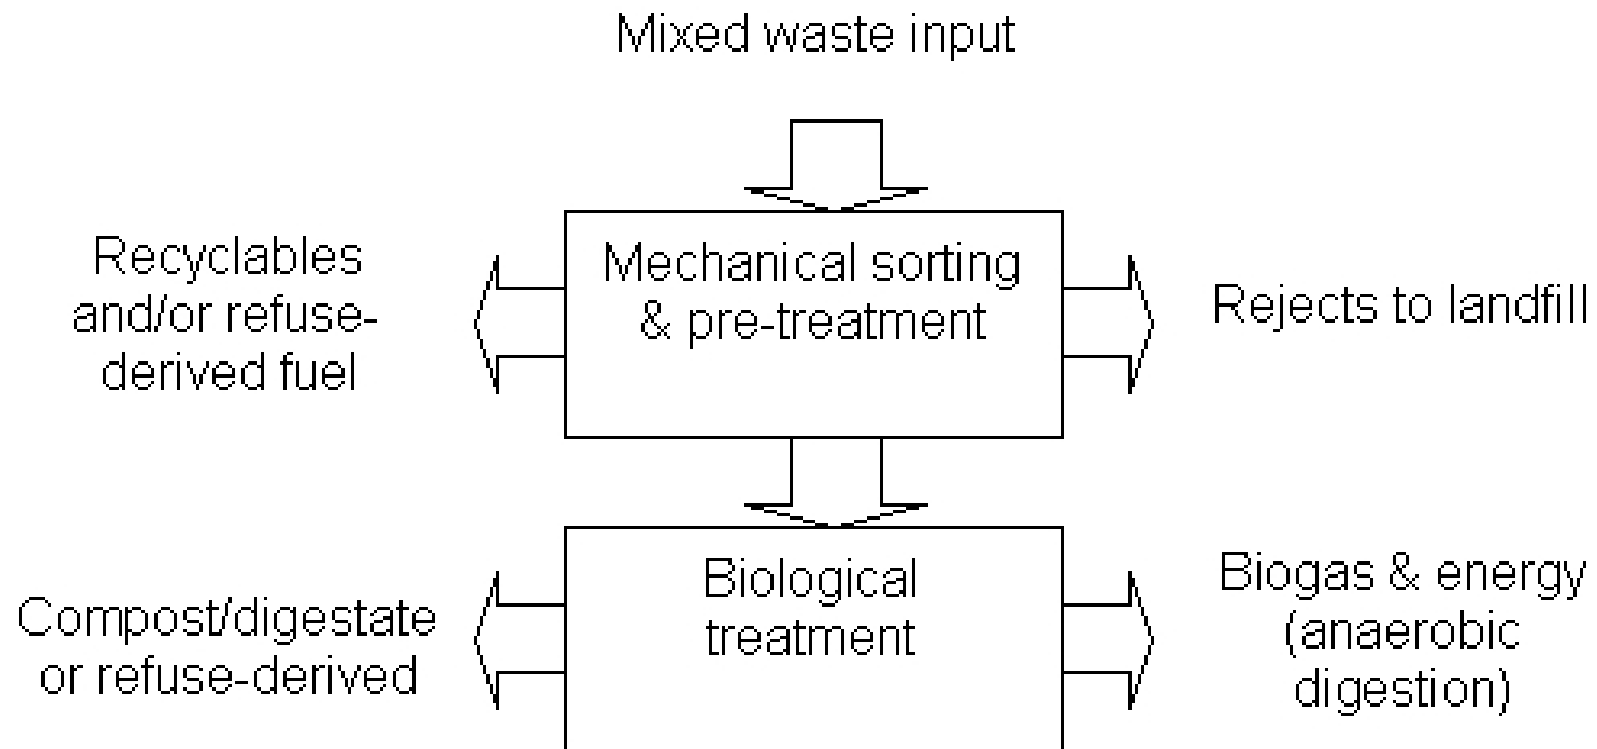 Mixed waste input
Recyclables
and/or refuse-
derived fuel
Mechanical sorting
& pre-treatment
Rejects to landfill
Compost/digestate
or refuse-derived
Biological
treatment
Biogas & energy
(anaerobic
digestion)